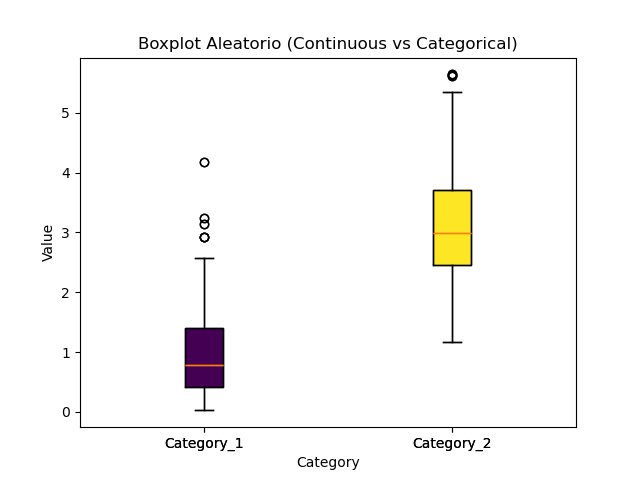 Boxplot Aleatorio (Continuous vs Categorical)
5
4
3
2
1
0
Value
Category_1
Category_2
Category